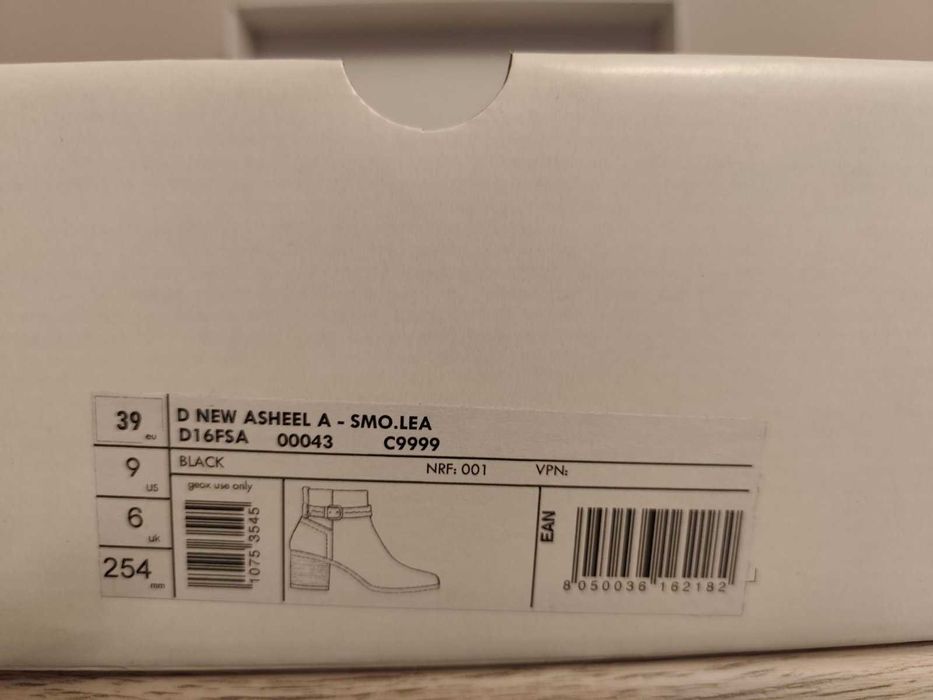 39 eu
D NEW ASHEEL A - SMO.LEA
D16FSA 00043 C9999
9 us
BLACK NRF: 001 VPN:
6 uk
254 mm
geox use only
1075 3545
EAN
8 050036 162182